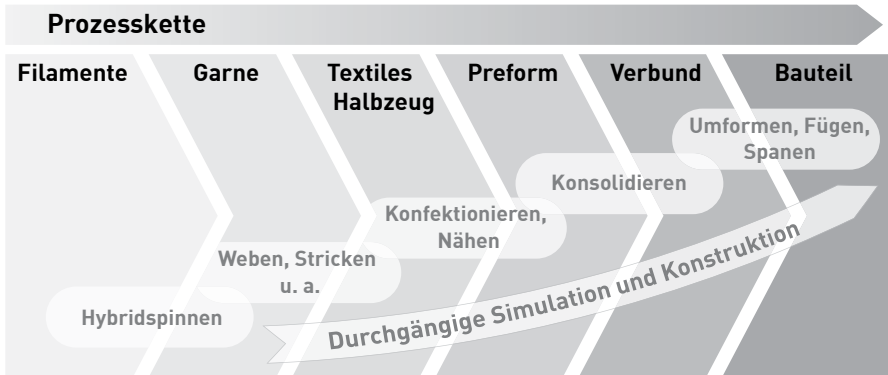 Prozesskette
Filamente
Garne
Textiles
Halbzeug
Preform
Verbund
Bauteil
Umformen, Fügen,
Spanen
Konsolidieren
Konfektionieren,
Nähen
Weben, Stricken
u. a.
Hybridspinnen
Durchgängige Simulation und Konstruktion